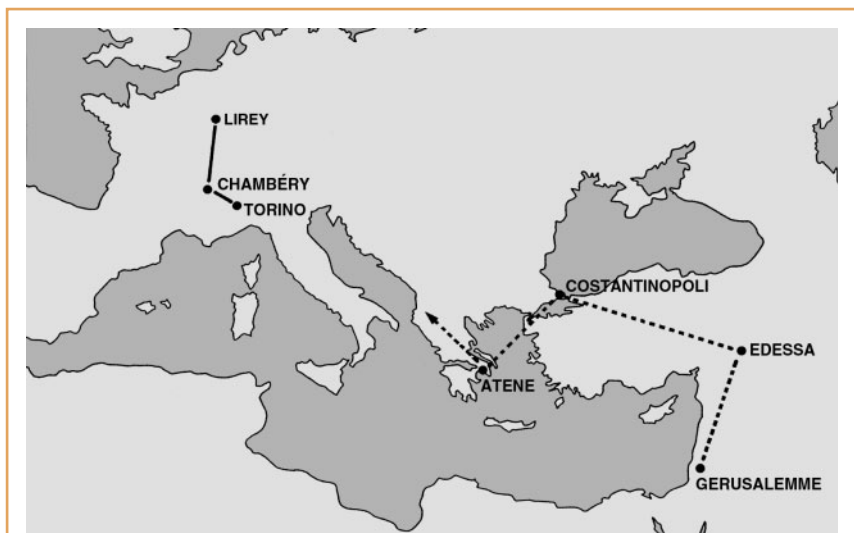 LIREY
CHAMBÉRY
TORINO
COSTANTINOPOLI
EDESSA
ATENE
GERUSALEMME